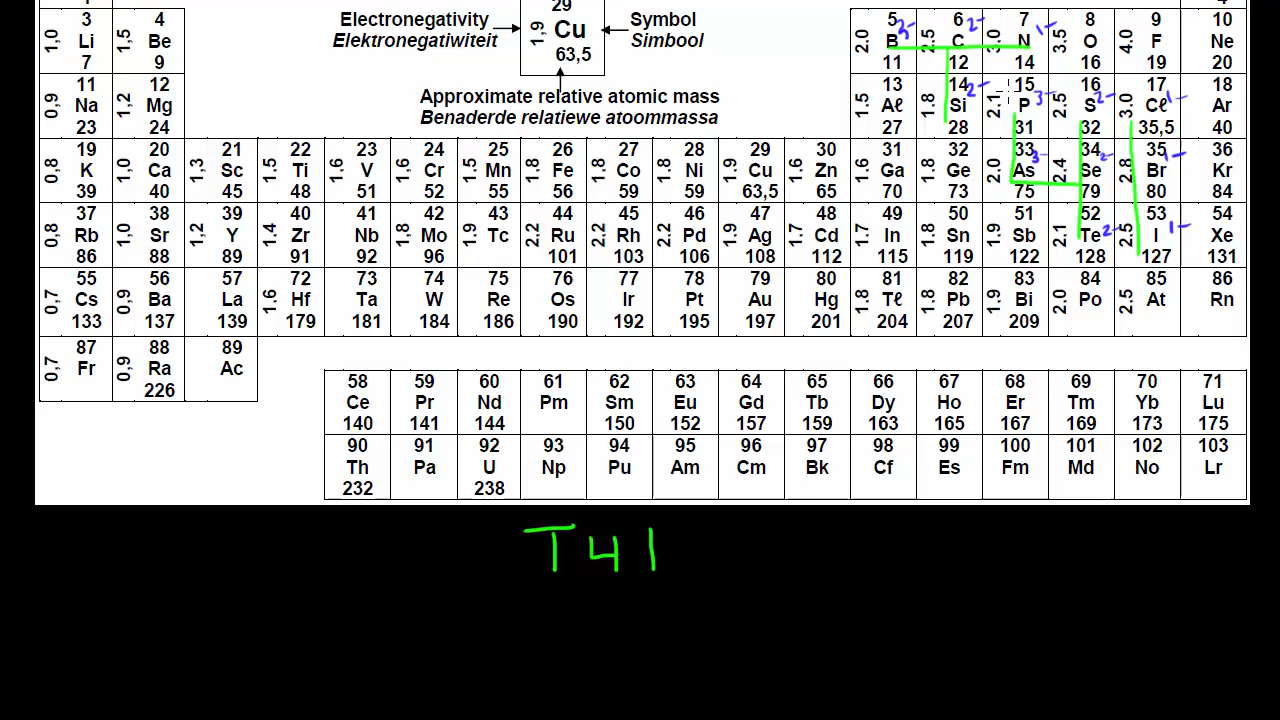 29
4
Electronegativity 1,9 Cu Symbol
Elektronegatiwiteit 63,5 Simbool
Approximate relative atomic mass
Benaderde relatiewe atoommassa
3 4 5 6 7 8 9 10
1,0 Li 1,5 Be 2.0 B 2.5 C 2- 3.0 N 1- 3.5 O 4.0 F Ne
7 9 11 12 14 16 19 20
11 12 13 14 15 16 17 18
0,9 Na 1,2 Mg 1.5 Aℓ 1.8 Si 2- 2.1 P 3- 2.5 S 2- 3.0 Cℓ 1- Ar
23 24 27 28 31 32 35,5 40
19 20 21 22 23 24 25 26 27 28 29 30 31 32 33 34 35 36
0,8 K 1,0 Ca 1,3 Sc 1.5 Ti 1.6 V 1.6 Cr 1.5 Mn 1.8 Fe 1.8 Co 1.8 Ni 1.9 Cu 1.6 Zn 1.6 Ga 1.8 Ge 2.0 As 3- 2.4 Se 2- 2.8 Br 1- Kr
39 40 45 48 51 52 55 56 59 59 63,5 65 70 73 75 79 80 84
37 38 39 40 41 42 43 44 45 46 47 48 49 50 51 52 53 54
0,8 Rb 1,0 Sr 1,2 Y 1.4 Zr Nb 1,8 Mo 1.9 Tc 2.2 Ru 2.2 Rh 2.2 Pd 1.9 Ag 1.7 Cd 1.7 In 1.8 Sn 1.9 Sb 2.1 Te 2- 2.5 I 1- Xe
86 88 89 91 92 96 101 103 106 108 112 115 119 122 128 127 131
55 56 57 72 73 74 75 76 77 78 79 80 81 82 83 84 85 86
0,7 Cs 0,9 Ba La 1.6 Hf Ta W Re Os Ir Pt Au Hg 1.8 Tℓ 1.8 Pb 1.9 Bi 2.0 Po 2.5 At Rn
133 137 139 179 181 184 186 190 192 195 197 201 204 207 209
87 88 89
0,7 Fr 0,9 Ra Ac
226
58 59 60 61 62 63 64 65 66 67 68 69 70 71
Ce Pr Nd Pm Sm Eu Gd Tb Dy Ho Er Tm Yb Lu
140 141 144 150 152 157 159 163 165 167 169 173 175
90 91 92 93 94 95 96 97 98 99 100 101 102 103
Th Pa U Np Pu Am Cm Bk Cf Es Fm Md No Lr
232 238
T41